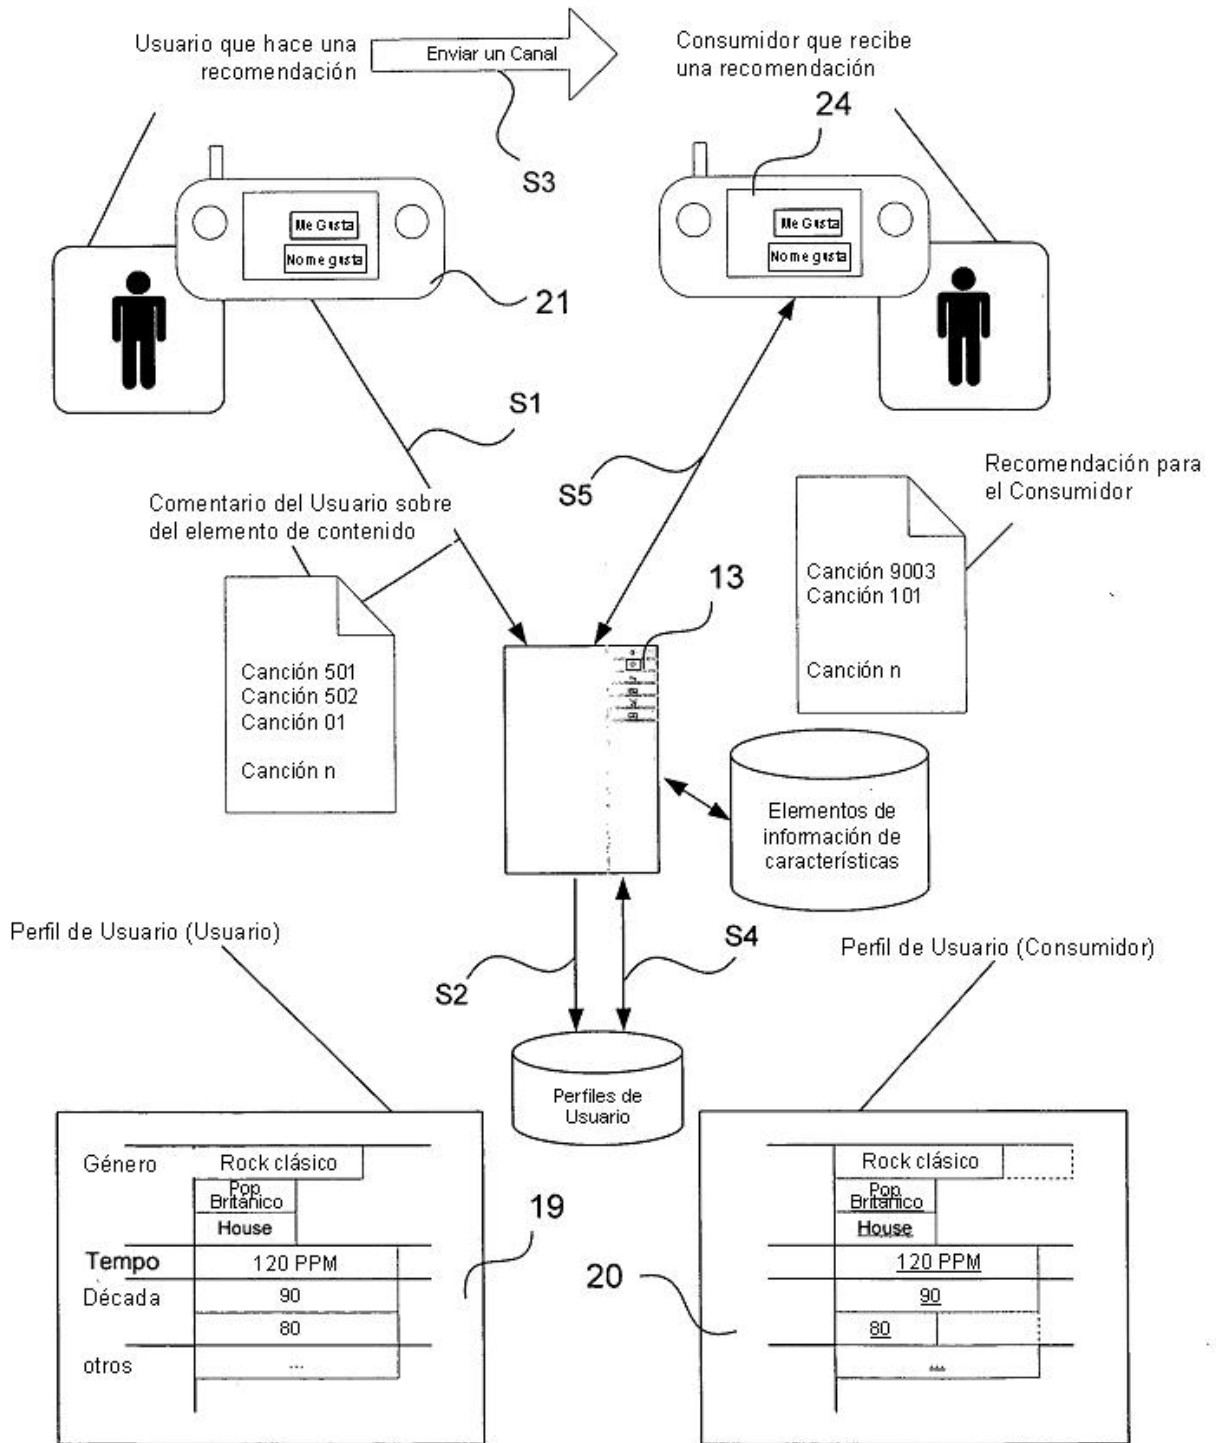 Usuario que hace una
recomendación
Enviar un Canal
Consumidor que recibe
una recomendación
24
S3
Me Gusta
No me gusta
21
Me Gusta
No me gusta
S1
S5
Comentario del Usuario sobre
del elemento de contenido
Recomendación para
el Consumidor
13
Canción 501
Canción 502
Canción 01
Canción n
Canción 9003
Canción 101
Canción n
Elementos de
información de
características
Perfil de Usuario (Usuario)
S2
S4
Perfil de Usuario (Consumidor)
Perfiles de
Usuario
Género
Rock clásico
Pop
Britanico
House
Tempo
120 PPM
Década
90
80
otros
...
19
20
Rock clásico
Pop
Britanico
House
120 PPM
90
80
...